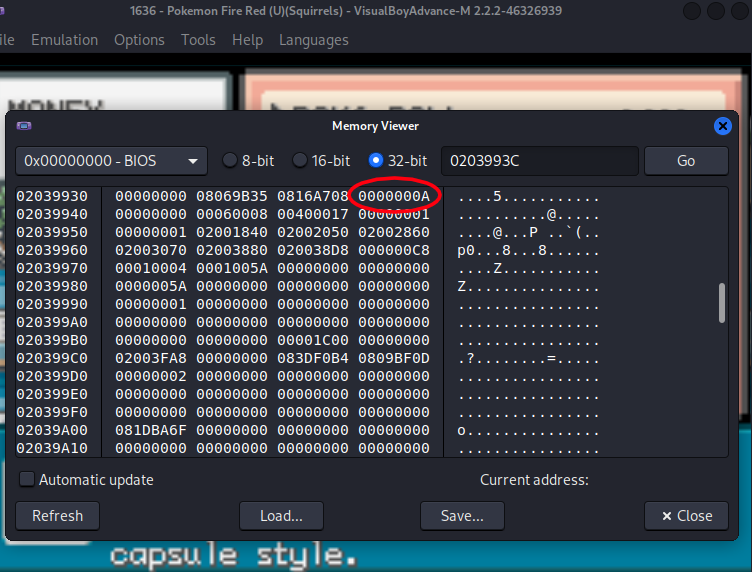 1636 - Pokemon Fire Red (U)(Squirrels) - VisualBoyAdvance-M 2.2.2-46326939
ile Emulation Options Tools Help Languages
MONEY
Memory Viewer
0x00000000 - BIOS 8-bit 16-bit 32-bit 0203993C Go
02039930 00000000 08069B35 0816A708 0000000A ....5...........
02039940 00000000 00060008 00400017 00000001 ..........@.....
02039950 00000001 02001840 02002050 02002860 ....@...P ..`(..
02039960 02003070 02003880 020038D8 000000C8 p0...8...8......
02039970 00010004 0001005A 00000000 00000000 ....Z...........
02039980 0000005A 00000000 00000000 00000000 Z...............
02039990 00000001 00000000 00000000 00000000 ................
020399A0 00000000 00000000 00000000 00000000 ................
020399B0 00000000 00000000 00001C00 00000000 ................
020399C0 02003FA8 00000000 083DF0B4 0809BF0D .?........=.....
020399D0 00000002 00000000 00000000 00000000 ................
020399E0 00000000 00000000 00000000 00000000 ................
020399F0 00000000 00000000 00000000 00000000 ................
02039A00 081DBA6F 00000000 00000000 00000000 o...............
02039A10 00000000 00000000 00000000 00000000 ................
Automatic update Current address:
Refresh Load... Save... Close
capsule style.